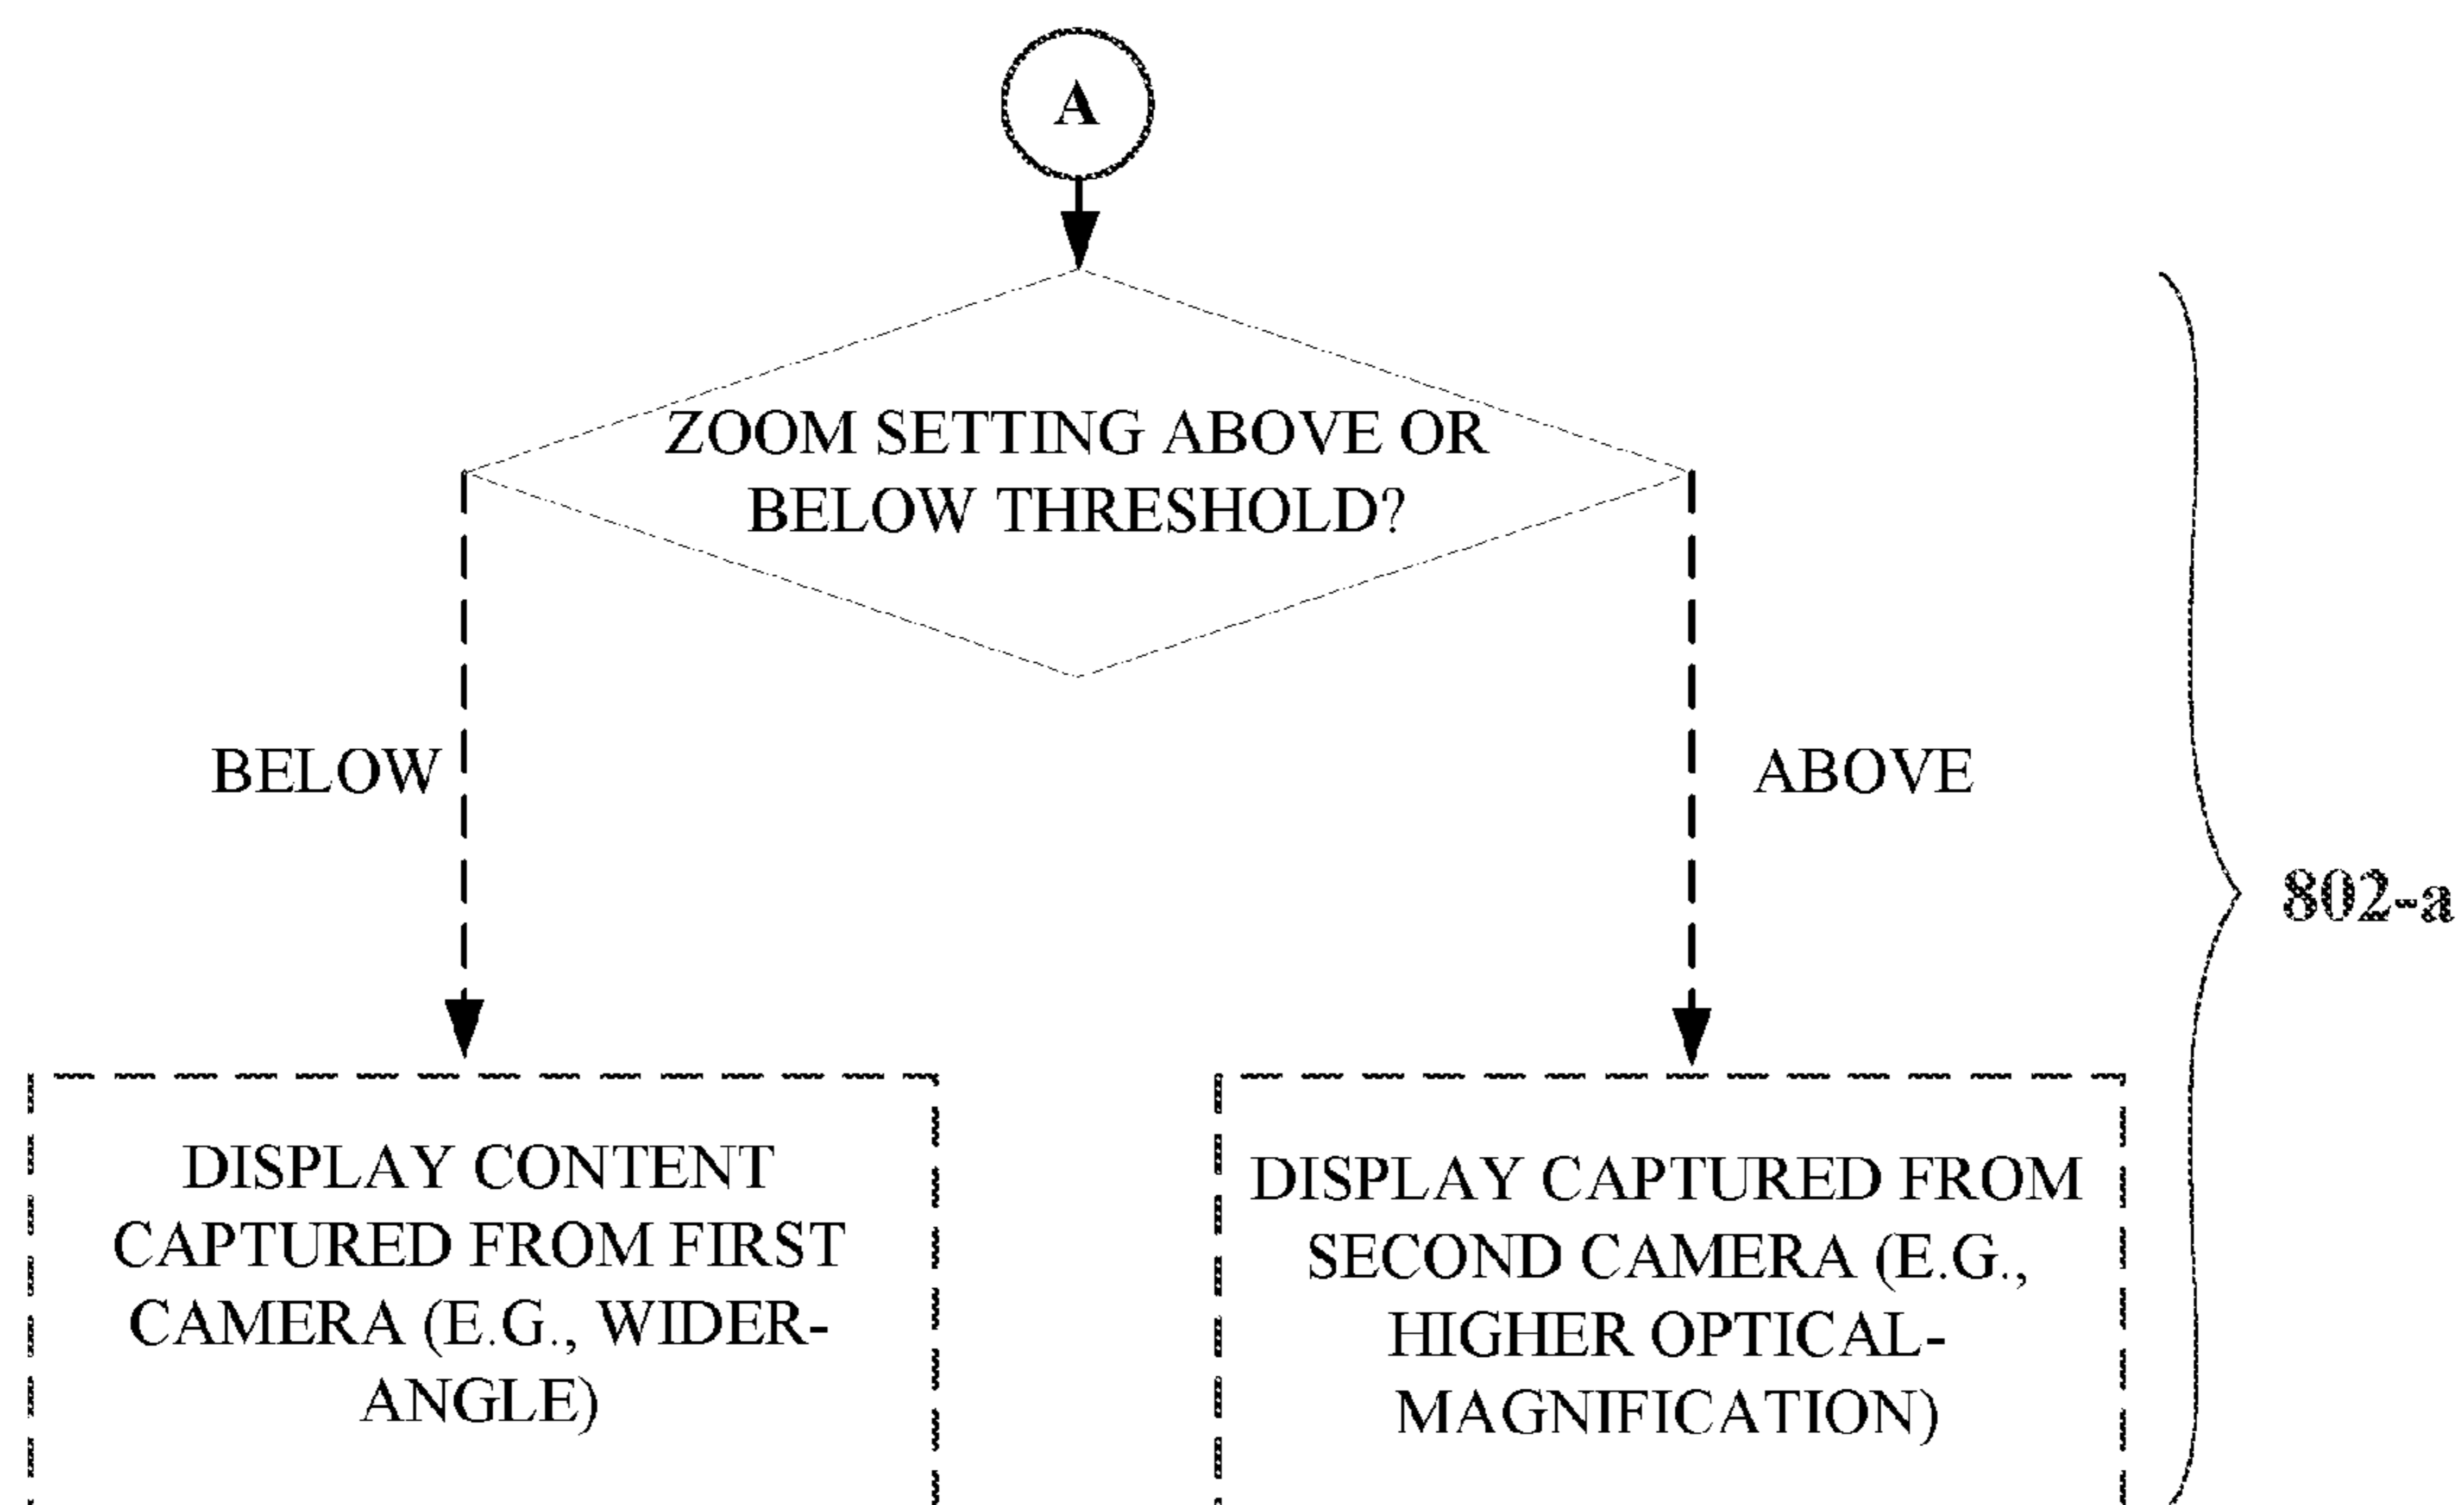 A
ZOOM SETTING ABOVE OR
BELOW THRESHOLD?
BELOW
ABOVE
802-a
DISPLAY CONTENT
CAPTURED FROM FIRST
CAMERA (E.G., WIDER-
ANGLE)
DISPLAY CAPTURED FROM
SECOND CAMERA (E.G.,
HIGHER OPTICAL-
MAGNIFICATION)